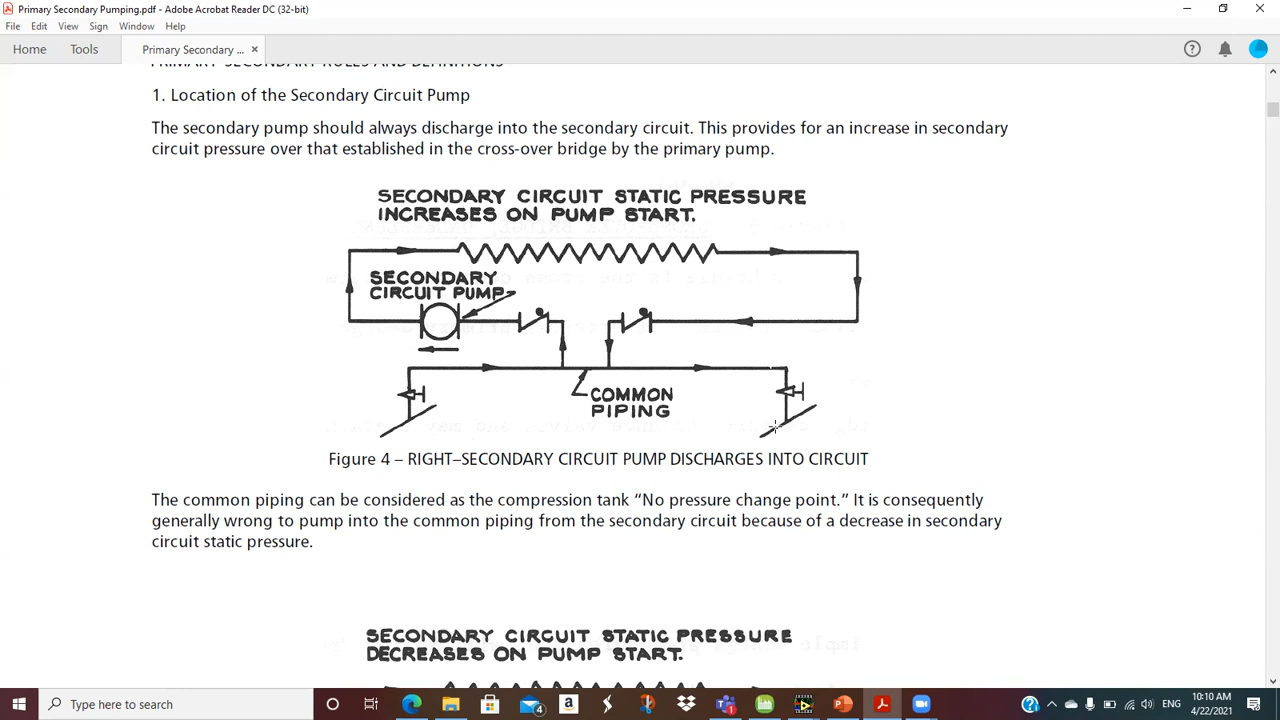 Primary Secondary Pumping.pdf - Adobe Acrobat Reader DC (32-bit)
File Edit View Sign Window Help
Home Tools Primary Secondary ... ×
PRIMARY-SECONDARY RULES AND DEFINITIONS
1. Location of the Secondary Circuit Pump
The secondary pump should always discharge into the secondary circuit. This provides for an increase in secondary
circuit pressure over that established in the cross-over bridge by the primary pump.
SECONDARY CIRCUIT STATIC PRESSURE
INCREASES ON PUMP START.
SECONDARY
CIRCUIT PUMP
COMMON
PIPING
Figure 4 – RIGHT–SECONDARY CIRCUIT PUMP DISCHARGES INTO CIRCUIT
The common piping can be considered as the compression tank “No pressure change point.” It is consequently
generally wrong to pump into the common piping from the secondary circuit because of a decrease in secondary
circuit static pressure.
SECONDARY CIRCUIT STATIC PRESSURE
DECREASES ON PUMP START.
Type here to search
4
1
ENG
10:10 AM
4/22/2021